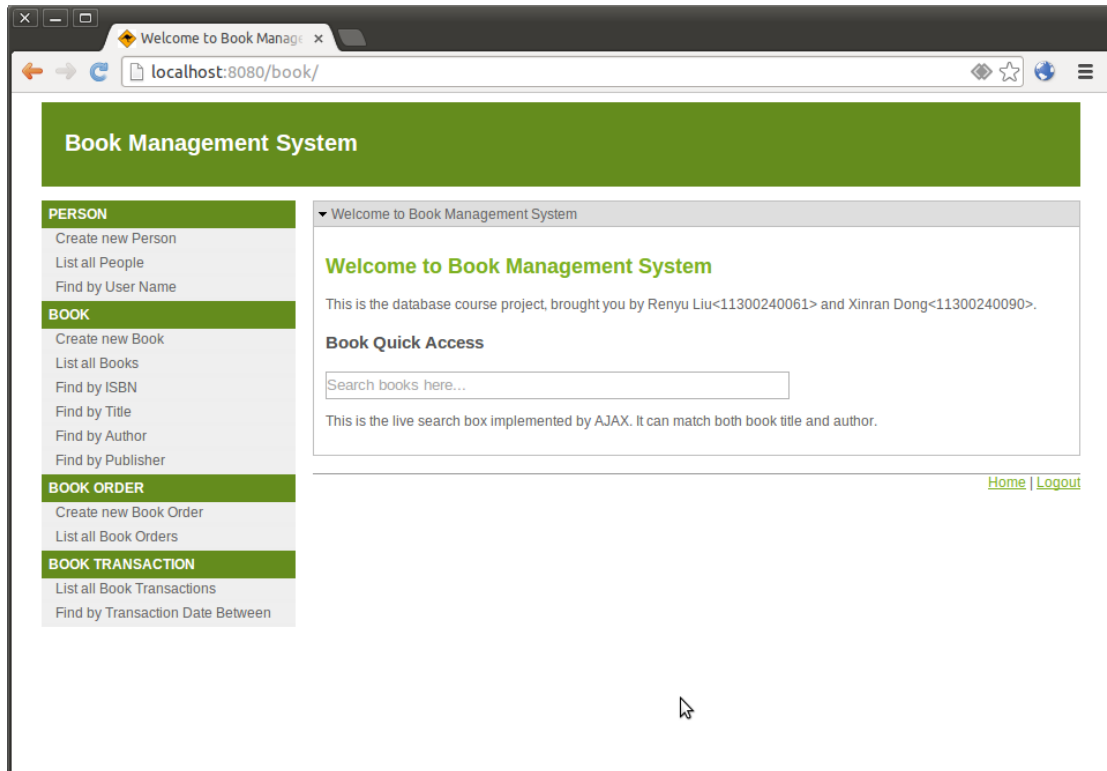 Welcome to Book Manage
localhost:8080/book/
Book Management System
PERSON
Create new Person
List all People
Find by User Name
BOOK
Create new Book
List all Books
Find by ISBN
Find by Title
Find by Author
Find by Publisher
BOOK ORDER
Create new Book Order
List all Book Orders
BOOK TRANSACTION
List all Book Transactions
Find by Transaction Date Between
Welcome to Book Management System
Welcome to Book Management System
This is the database course project, brought you by Renyu Liu<11300240061> and Xinran Dong<11300240090>.
Book Quick Access
Search books here...
This is the live search box implemented by AJAX. It can match both book title and author.
Home | Logout